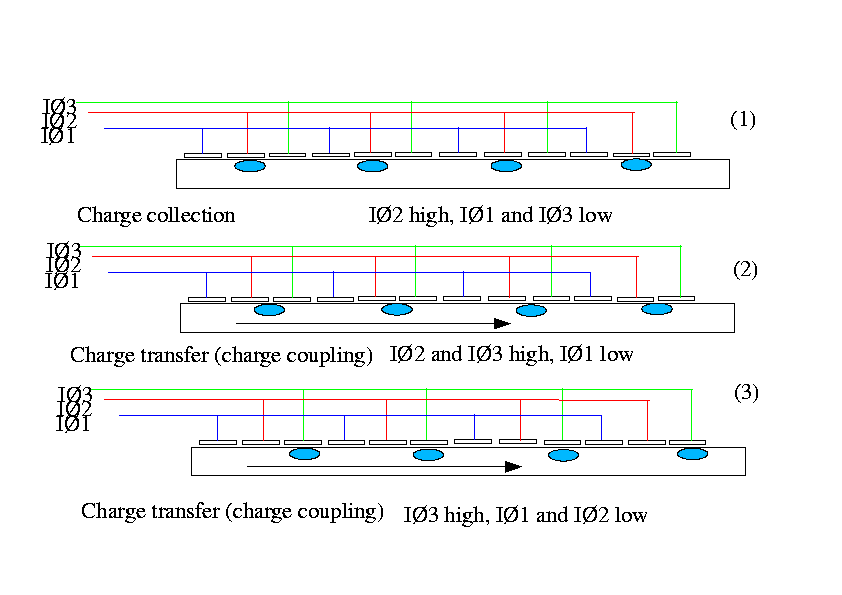 IØ3
IØ2
IØ1
(1)
Charge collection IØ2 high, IØ1 and IØ3 low
IØ3
IØ2
IØ1
(2)
Charge transfer (charge coupling) IØ2 and IØ3 high, IØ1 low
IØ3
IØ2
IØ1
(3)
Charge transfer (charge coupling) IØ3 high, IØ1 and IØ2 low